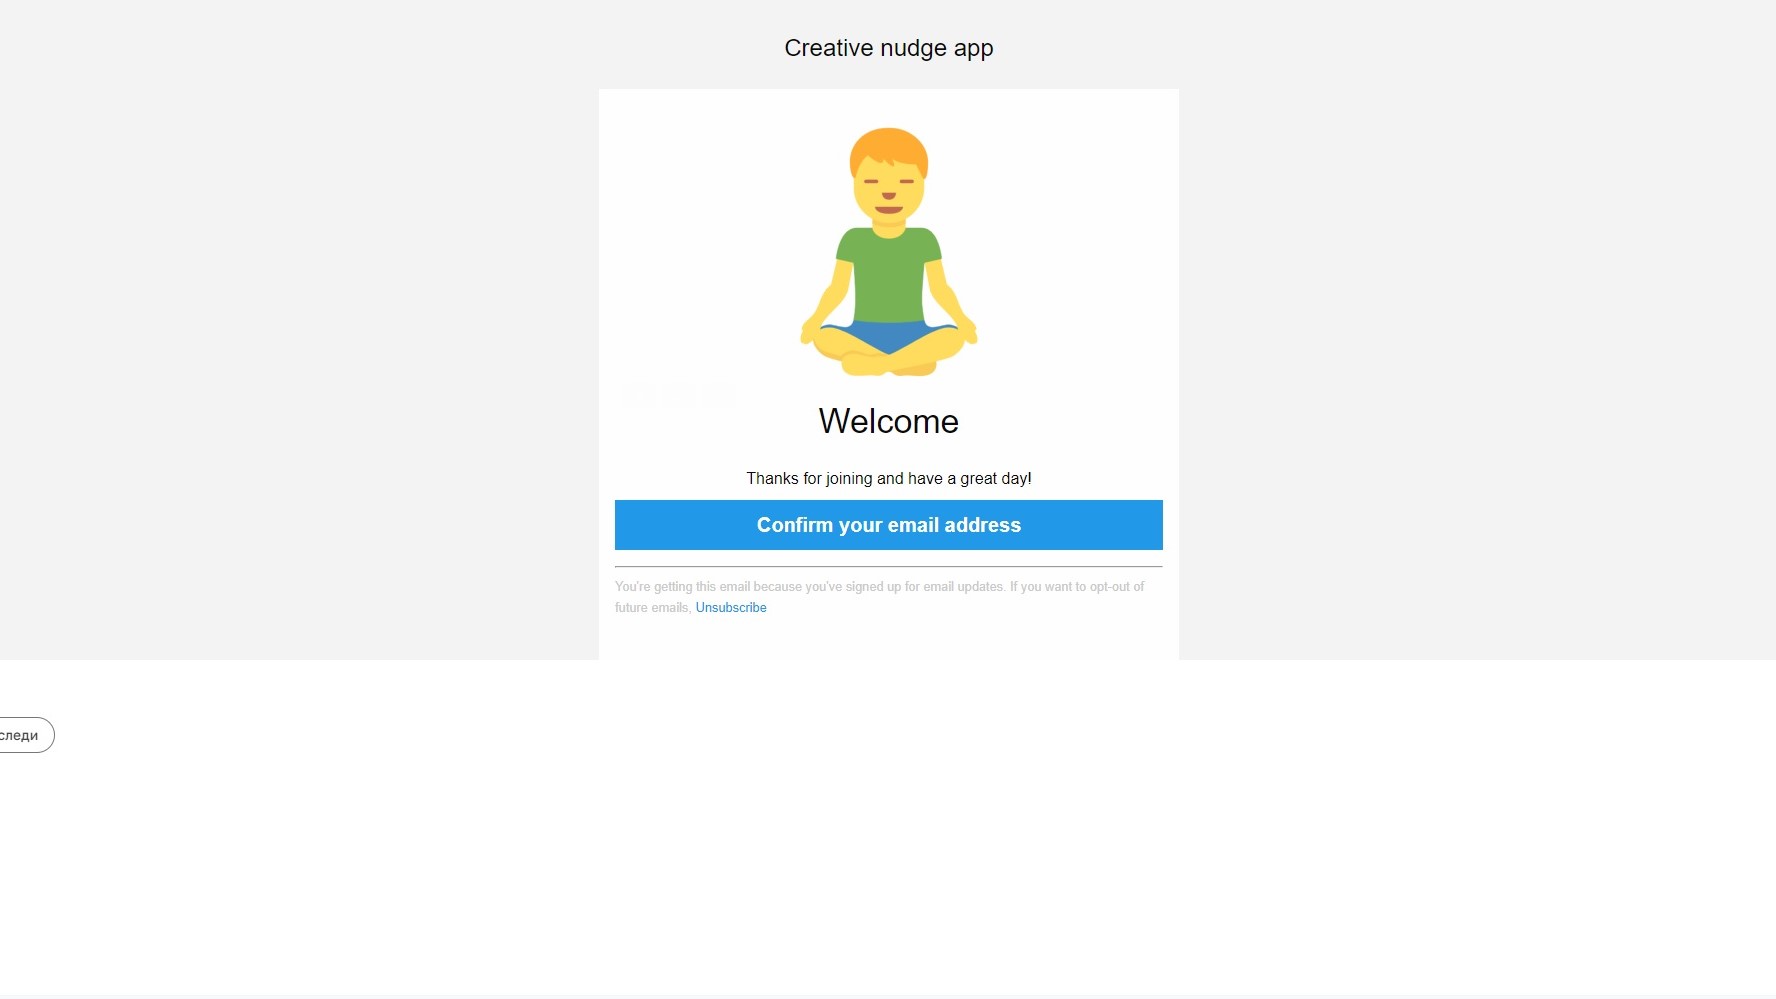 Creative nudge app
Welcome
Thanks for joining and have a great day!
Confirm your email address
You're getting this email because you've signed up for email updates. If you want to opt-out of
future emails, Unsubscribe
следи